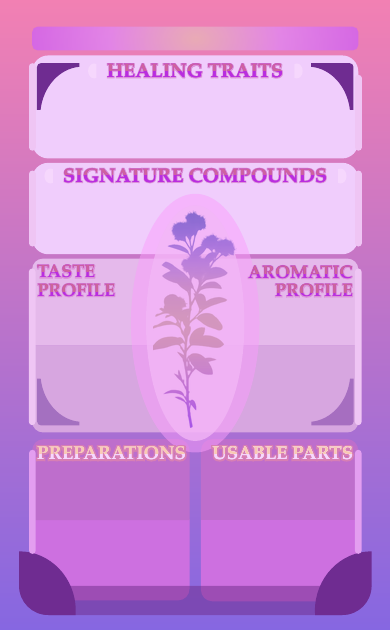 HEALING TRAITS
SIGNATURE COMPOUNDS
TASTE
PROFILE
AROMATIC
PROFILE
PREPARATIONS
USABLE PARTS